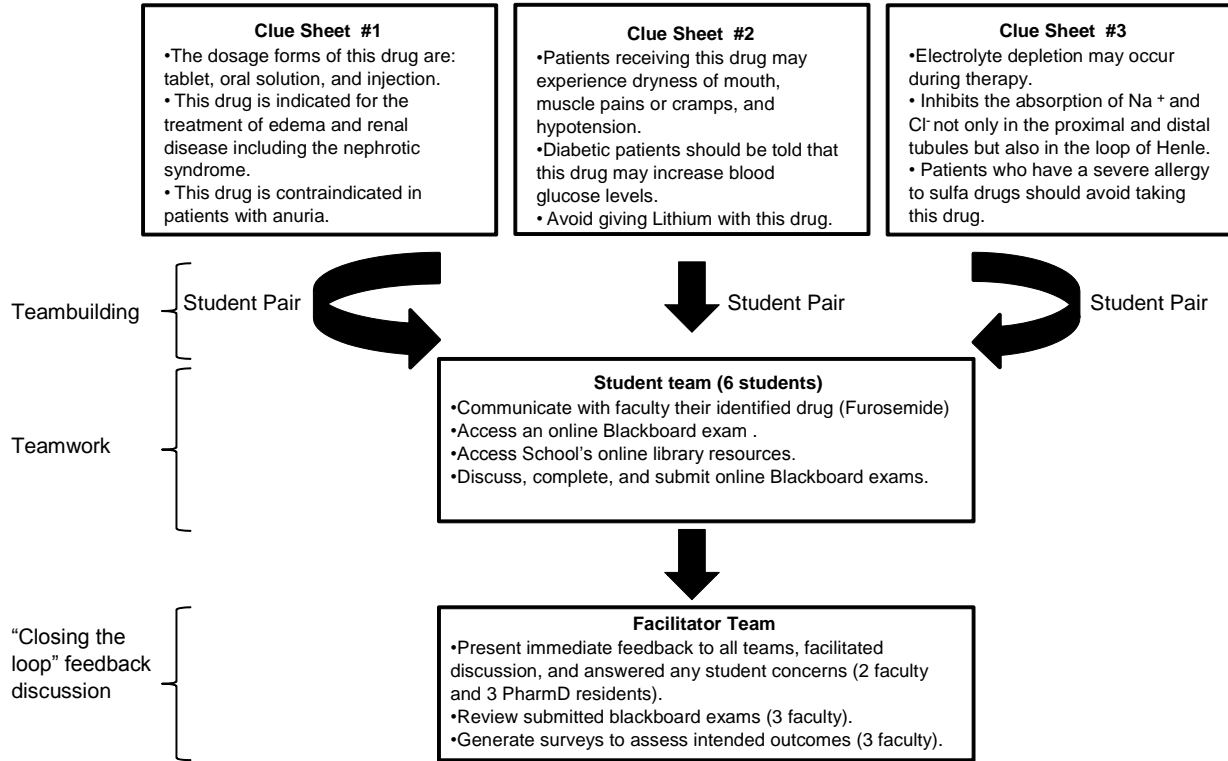 Clue Sheet #1
•The dosage forms of this drug are:
tablet, oral solution, and injection.
• This drug is indicated for the
treatment of edema and renal
disease including the nephrotic
syndrome.
• This drug is contraindicated in
patients with anuria.
Clue Sheet #2
•Patients receiving this drug may
experience dryness of mouth,
muscle pains or cramps, and
hypotension.
•Diabetic patients should be told that
this drug may increase blood
glucose levels.
• Avoid giving Lithium with this drug.
Clue Sheet #3
•Electrolyte depletion may occur
during therapy.
• Inhibits the absorption of Na + and
Cl- not only in the proximal and distal
tubules but also in the loop of Henle.
• Patients who have a severe allergy
to sulfa drugs should avoid taking
this drug.
Teambuilding
Student Pair
Student Pair
Student Pair
Teamwork
Student team (6 students)
•Communicate with faculty their identified drug (Furosemide)
•Access an online Blackboard exam .
•Access School's online library resources.
•Discuss, complete, and submit online Blackboard exams.
“Closing the
loop” feedback
discussion
Facilitator Team
•Present immediate feedback to all teams, facilitated
discussion, and answered any student concerns (2 faculty
and 3 PharmD residents).
•Review submitted blackboard exams (3 faculty).
•Generate surveys to assess intended outcomes (3 faculty).